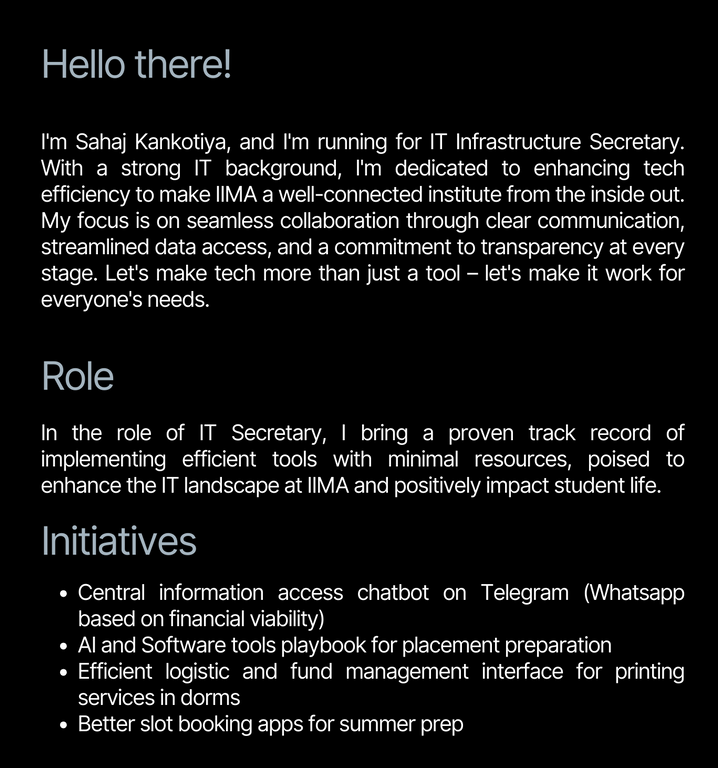 Hello there!
I'm Sahaj Kankotiya, and I'm running for IT Infrastructure Secretary.
With a strong IT background, I'm dedicated to enhancing tech
efficiency to make IIMA a well-connected institute from the inside out.
My focus is on seamless collaboration through clear communication,
streamlined data access, and a commitment to transparency at every
stage. Let's make tech more than just a tool – let's make it work for
everyone's needs.
Role
In the role of IT Secretary, I bring a proven track record of
implementing efficient tools with minimal resources, poised to
enhance the IT landscape at IIMA and positively impact student life.
Initiatives
• Central information access chatbot on Telegram (Whatsapp
based on financial viability)
• AI and Software tools playbook for placement preparation
• Efficient logistic and fund management interface for printing
services in dorms
• Better slot booking apps for summer prep